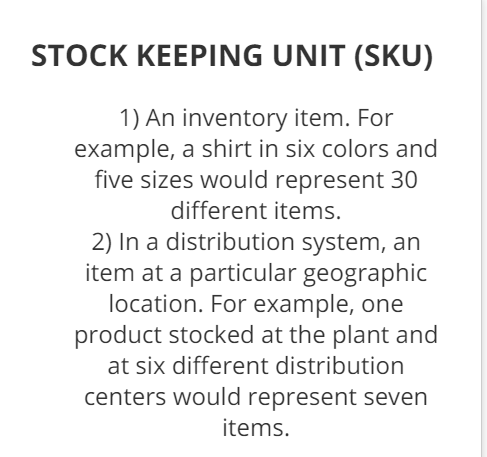 STOCK KEEPING UNIT (SKU)
1) An inventory item. For
example, a shirt in six colors and
five sizes would represent 30
different items.
2) In a distribution system, an
item at a particular geographic
location. For example, one
product stocked at the plant and
at six different distribution
centers would represent seven
items.